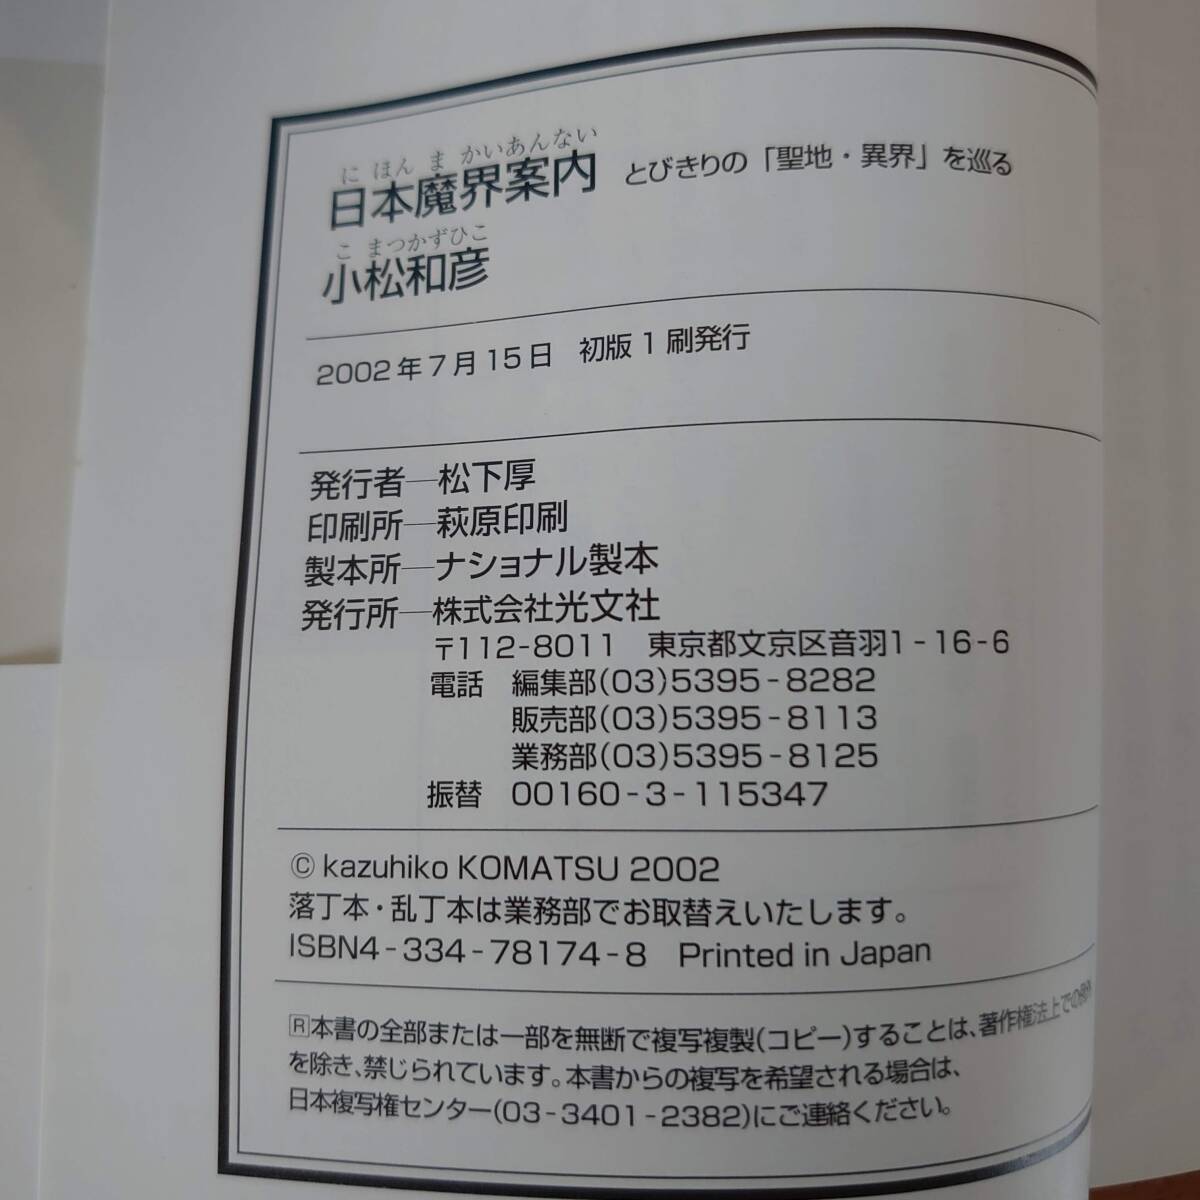 にほんまかいあんない
日本魔界案内 とびきりの「聖地・異界」を巡る
こまつかずひこ
小松和彦
2002年7月15日 初版1刷発行
発行者―松下厚
印刷所―萩原印刷
製本所―ナショナル製本
発行所―株式会社光文社
〒112-8011 東京都文京区音羽1-16-6
電話 編集部(03)5395-8282
販売部(03)5395-8113
業務部(03)5395-8125
振替 00160-3-115347
© kazuhiko KOMATSU 2002
落丁本・乱丁本は業務部でお取替えいたします。
ISBN4-334-78174-8 Printed in Japan
R本書の全部または一部を無断で複写複製(コピー)することは、著作権法上での例外
を除き、禁じられています。本書からの複写を希望される場合は、
日本複写権センター(03-3401-2382)にご連絡ください。